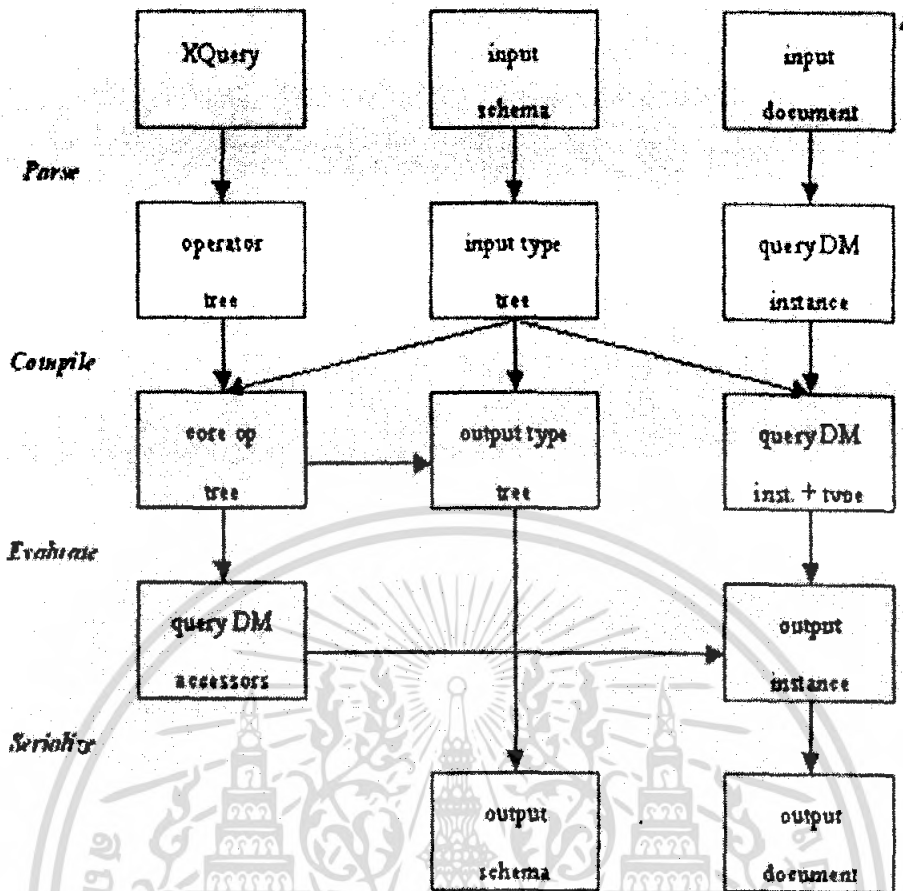 XQuery
input
schema
input
document
Parse
operator
tree
input type
tree
query DM
instance
Compile
core op
tree
output type
tree
query DM
inst. + type
Evaluate
query DM
accessors
output
instance
Serialize
output
schema
output
document